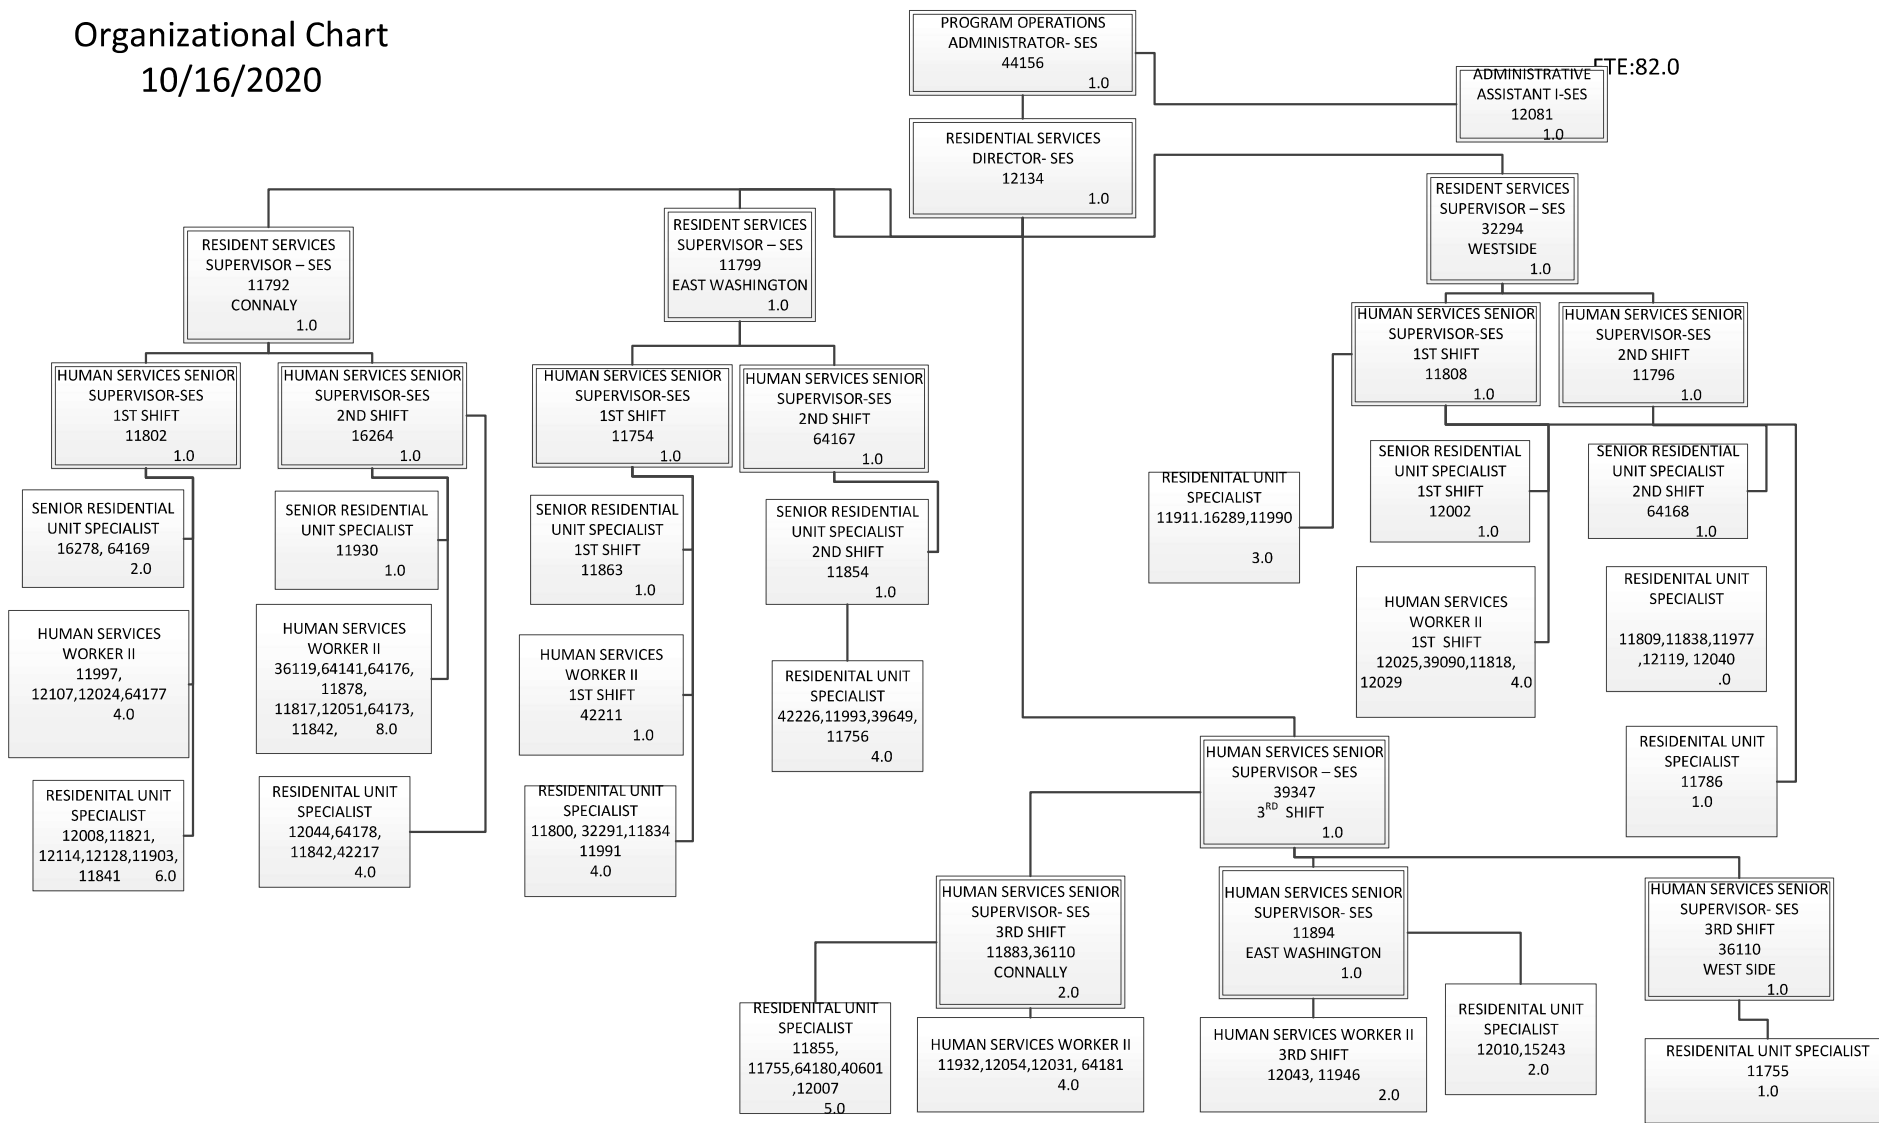 Organizational Chart
10/16/2020
FTE:82.0
PROGRAM OPERATIONS
ADMINISTRATOR- SES
44156
1.0
ADMINISTRATIVE
ASSISTANT I-SES
12081
1.0
RESIDENTIAL SERVICES
DIRECTOR- SES
12134
1.0
RESIDENT SERVICES
SUPERVISOR – SES
11792
CONNALY
1.0
RESIDENT SERVICES
SUPERVISOR – SES
11799
EAST WASHINGTON
1.0
RESIDENT SERVICES
SUPERVISOR – SES
32294
WESTSIDE
1.0
HUMAN SERVICES SENIOR
SUPERVISOR-SES
1ST SHIFT
11802
1.0
HUMAN SERVICES SENIOR
SUPERVISOR-SES
2ND SHIFT
16264
1.0
HUMAN SERVICES SENIOR
SUPERVISOR-SES
1ST SHIFT
11754
1.0
HUMAN SERVICES SENIOR
SUPERVISOR-SES
2ND SHIFT
64167
1.0
HUMAN SERVICES SENIOR
SUPERVISOR-SES
1ST SHIFT
11808
1.0
HUMAN SERVICES SENIOR
SUPERVISOR-SES
2ND SHIFT
11796
1.0
SENIOR RESIDENTIAL
UNIT SPECIALIST
16278, 64169
2.0
SENIOR RESIDENTIAL
UNIT SPECIALIST
11930
1.0
SENIOR RESIDENTIAL
UNIT SPECIALIST
1ST SHIFT
11863
1.0
SENIOR RESIDENTIAL
UNIT SPECIALIST
2ND SHIFT
11854
1.0
RESIDENITAL UNIT
SPECIALIST
11911.16289,11990
3.0
SENIOR RESIDENTIAL
UNIT SPECIALIST
1ST SHIFT
12002
1.0
SENIOR RESIDENTIAL
UNIT SPECIALIST
2ND SHIFT
64168
1.0
HUMAN SERVICES
WORKER II
11997,
12107,12024,64177
4.0
HUMAN SERVICES
WORKER II
36119,64141,64176,
11878,
11817,12051,64173,
11842, 8.0
HUMAN SERVICES
WORKER II
1ST SHIFT
42211
1.0
RESIDENITAL UNIT
SPECIALIST
42226,11993,39649,
11756
4.0
HUMAN SERVICES
WORKER II
1ST SHIFT
12025,39090,11818,
12029 4.0
RESIDENITAL UNIT
SPECIALIST
11809,11838,11977
,12119, 12040
.0
RESIDENITAL UNIT
SPECIALIST
12008,11821,
12114,12128,11903,
11841 6.0
RESIDENITAL UNIT
SPECIALIST
12044,64178,
11842,42217
4.0
RESIDENITAL UNIT
SPECIALIST
11800, 32291,11834
11991
4.0
HUMAN SERVICES SENIOR
SUPERVISOR – SES
39347
3RD SHIFT
1.0
RESIDENITAL UNIT
SPECIALIST
11786
1.0
HUMAN SERVICES SENIOR
SUPERVISOR- SES
3RD SHIFT
11883,36110
CONNALLY
2.0
HUMAN SERVICES SENIOR
SUPERVISOR- SES
11894
EAST WASHINGTON
1.0
HUMAN SERVICES SENIOR
SUPERVISOR- SES
3RD SHIFT
36110
WEST SIDE
1.0
RESIDENITAL UNIT
SPECIALIST
11855,
11755,64180,40601
,12007
5.0
HUMAN SERVICES WORKER II
11932,12054,12031, 64181
4.0
HUMAN SERVICES WORKER II
3RD SHIFT
12043, 11946
2.0
RESIDENITAL UNIT
SPECIALIST
12010,15243
2.0
RESIDENITAL UNIT SPECIALIST
11755
1.0